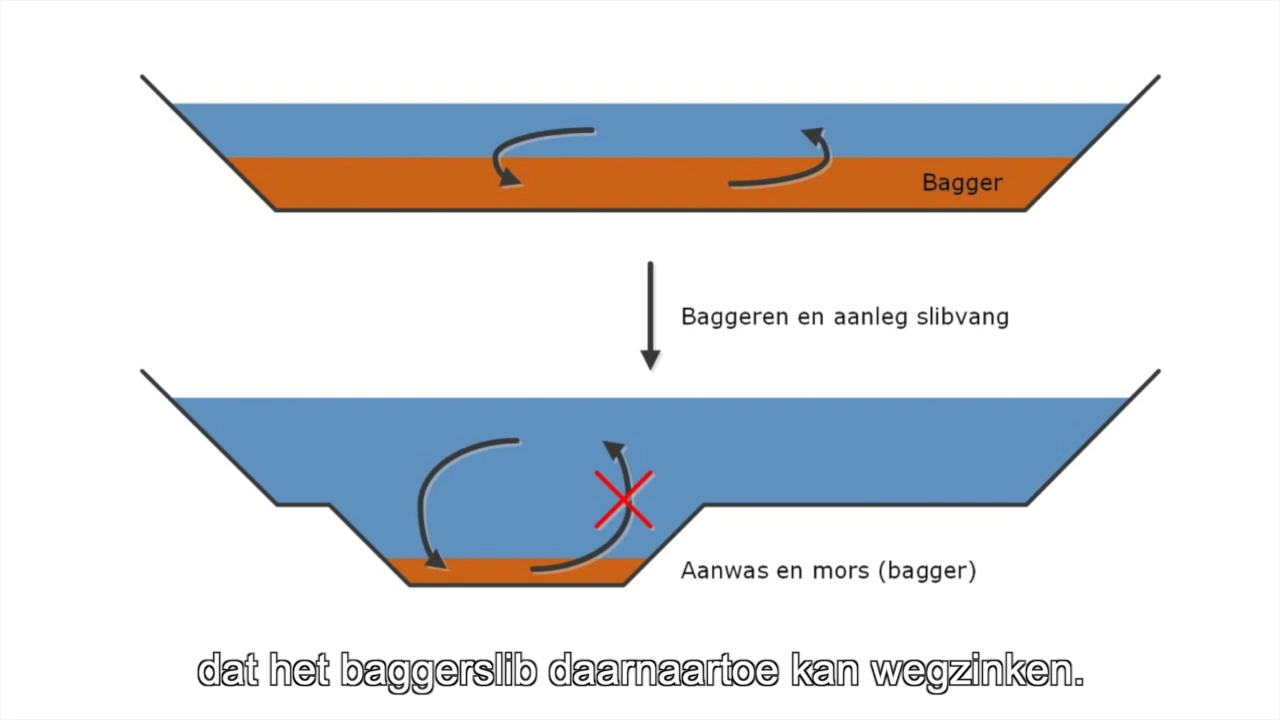 Bagger
Baggeren en aanleg slibvang
Aanwas en mors (bagger)
dat het baggerslib daarnaartoe kan wegzinken.